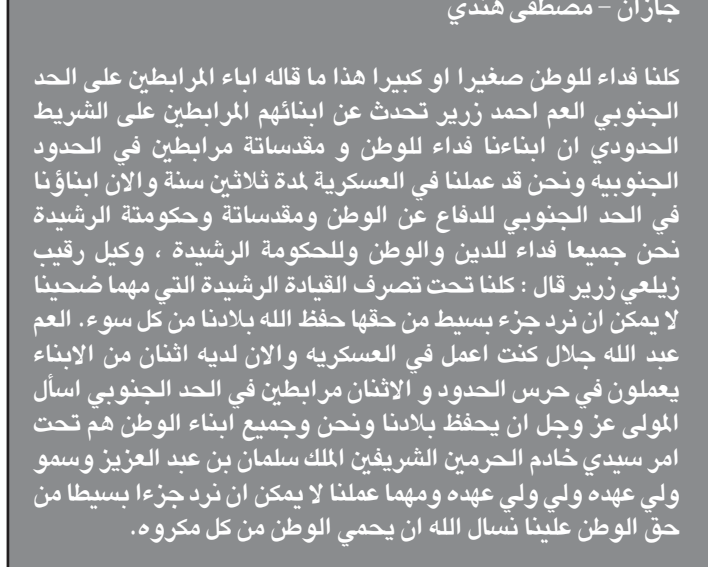 جازان – مصطفى هندي
كلنا فداء للوطن صغيرا او كبيرا هذا ما قاله اباء المرابطين على الحد
الجنوبي العم احمد زرير تحدث عن ابنائهم المرابطين على الشريط
الحدودي ان ابناءنا فداء للوطن و مقدساتة مرابطين في الحدود
الجنوبيه ونحن قد عملنا في العسكرية لمدة ثلاثين سنة والان ابناؤنا
في الحد الجنوبي للدفاع عن الوطن ومقدساتة وحكومتة الرشيدة
نحن جميعا فداء للدين والوطن وللحكومة الرشيدة ، وكيل رقيب
زيلعي زرير قال : كلنا تحت تصرف القيادة الرشيدة التي مهما ضحينا
لا يمكن ان نرد جزء بسيط من حقها حفظ الله بلادنا من كل سوء. العم
عبد الله جلال كنت اعمل في العسكريه والان لديه اثنان من الابناء
يعملون في حرس الحدود و الاثنان مرابطين في الحد الجنوبي اسأل
المولى عز وجل ان يحفظ بلادنا ونحن وجميع ابناء الوطن هم تحت
امر سيدي خادم الحرمين الشريفين الملك سلمان بن عبد العزيز وسمو
ولي عهده ولي ولي عهده ومهما عملنا لا يمكن ان نرد جزءا بسيطا من
حق الوطن علينا نسال الله ان يحمي الوطن من كل مكروه.